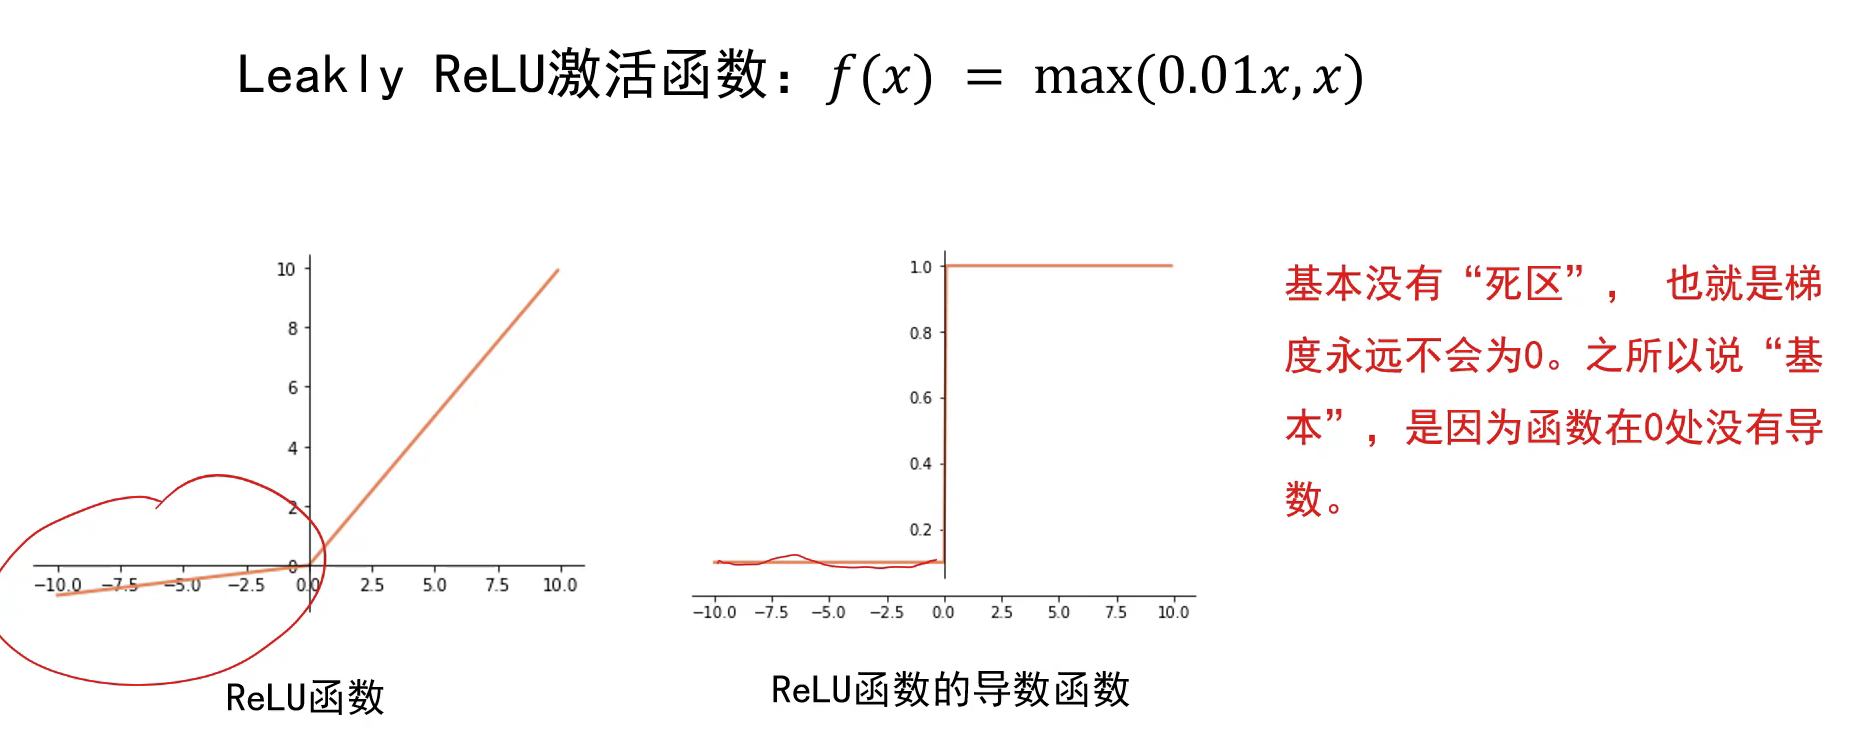 Leakly ReLU激活函数：f(x) = max(0.01x, x)
10
8
6
4
2
0
−10.0 −7.5 −5.0 −2.5 0.0 2.5 5.0 7.5 10.0
ReLU函数
1.0
0.8
0.6
0.4
0.2
−10.0 −7.5 −5.0 −2.5 0.0 2.5 5.0 7.5 10.0
ReLU函数的导数函数
基本没有“死区”， 也就是梯
度永远不会为0。之所以说“基
本”，是因为函数在0处没有导
数。